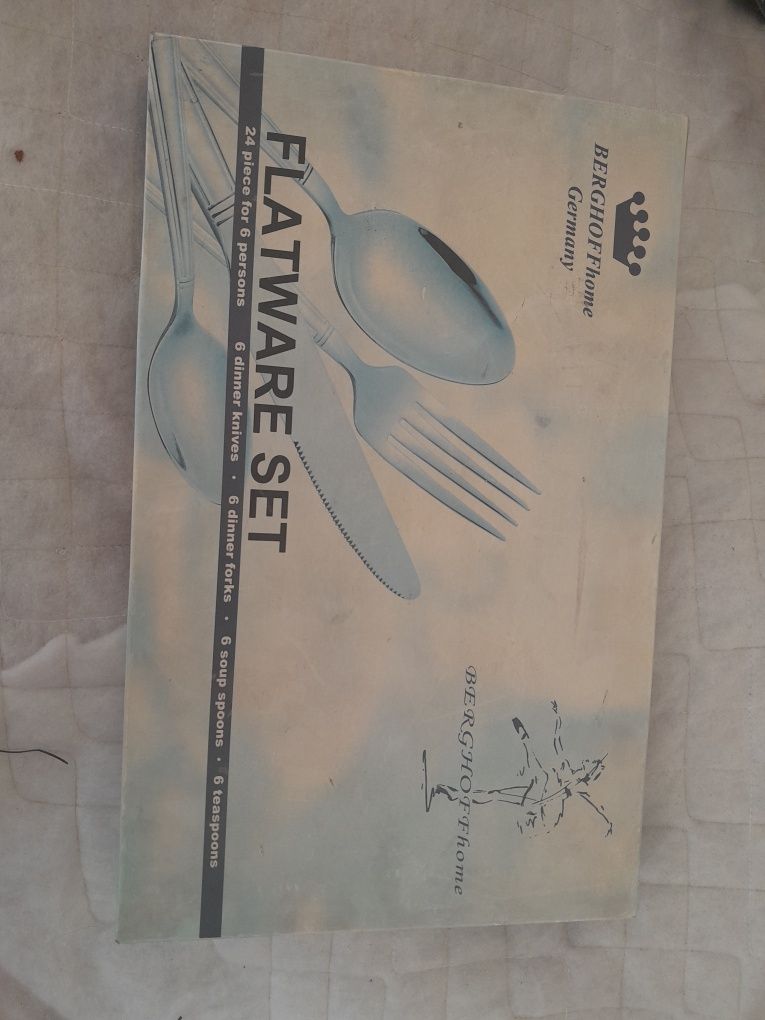 BERGHOFFhome
Germany
BERGHOFFhome
FLATWARE SET
24 piece for 6 persons 6 dinner knives • 6 dinner forks • 6 soup spoons • 6 teaspoons